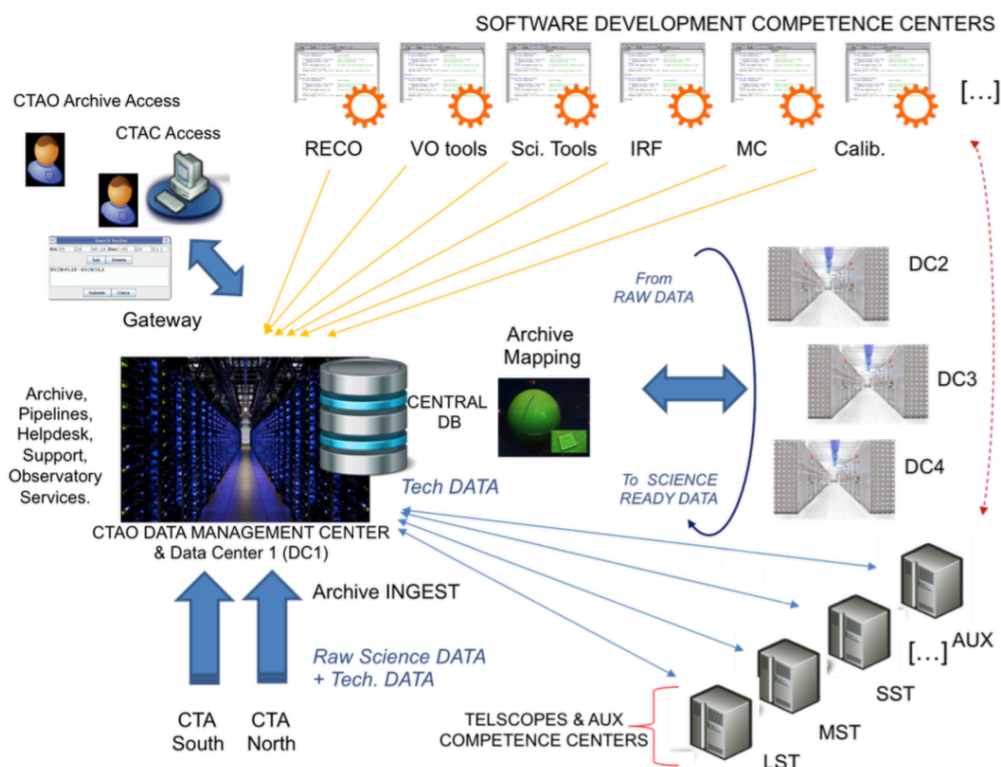 SOFTWARE DEVELOPMENT COMPETENCE CENTERS
CTAO Archive Access
CTAC Access
[...]
RECO
VO tools
Sci. Tools
IRF
MC
Calib.
Gateway
From
RAW DATA
DC2
Archive
Mapping
DC3
Archive,
Pipelines,
Helpdesk,
Support,
Observatory
Services.
CENTRAL
DB
DC4
Tech DATA
To SCIENCE
READY DATA
CTAO DATA MANAGEMENT CENTER
& Data Center 1 (DC1)
Archive INGEST
Raw Science DATA
+ Tech. DATA
CTA
South
CTA
North
AUX
[...]
SST
MST
LST
TELSCOPES & AUX
COMPETENCE CENTERS